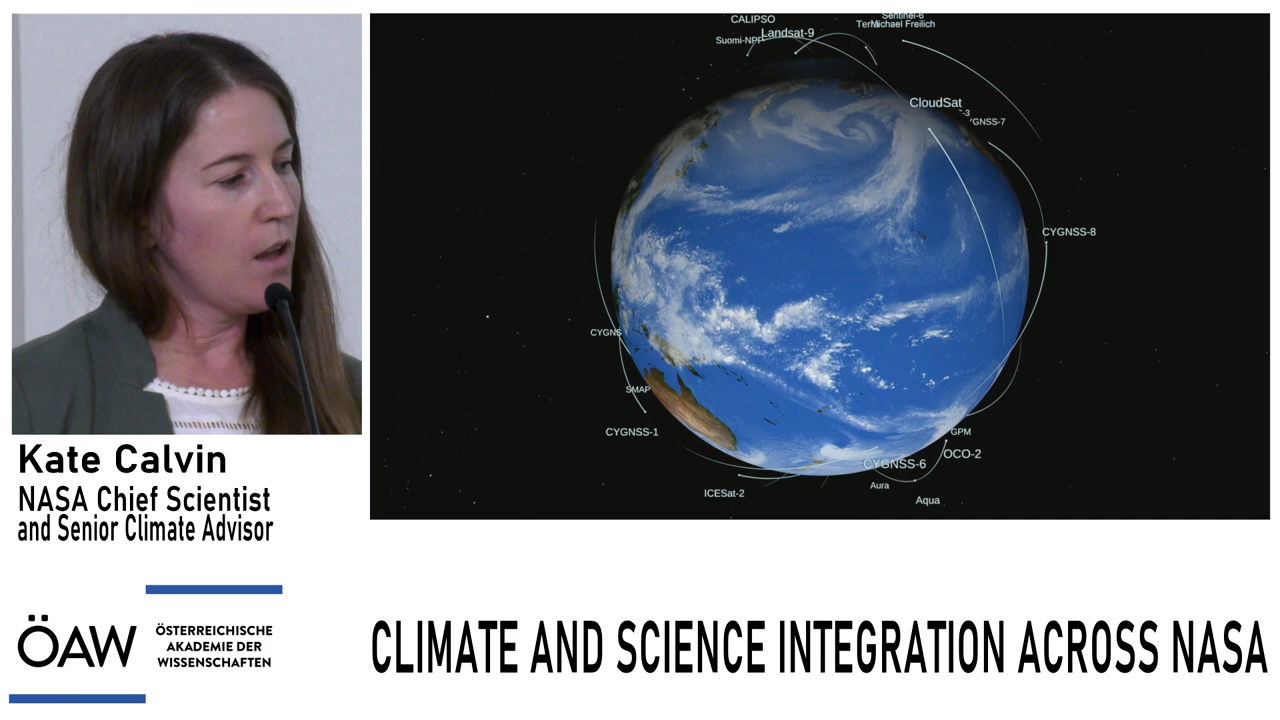 Kate Calvin
NASA Chief Scientist
and Senior Climate Advisor
CALIPSO
Suomi-NPP
Landsat-9
Terra
Sentinel-6
Michael Freilich
CloudSat
-3
YGNSS-7
CYGNSS-8
CYGNS
SMAP
CYGNSS-1
ICESat-2
GPM
OCO-2
CYGNSS-6
Aura
Aqua
ÖAW
ÖSTERREICHISCHE
AKADEMIE DER
WISSENSCHAFTEN
CLIMATE AND SCIENCE INTEGRATION ACROSS NASA